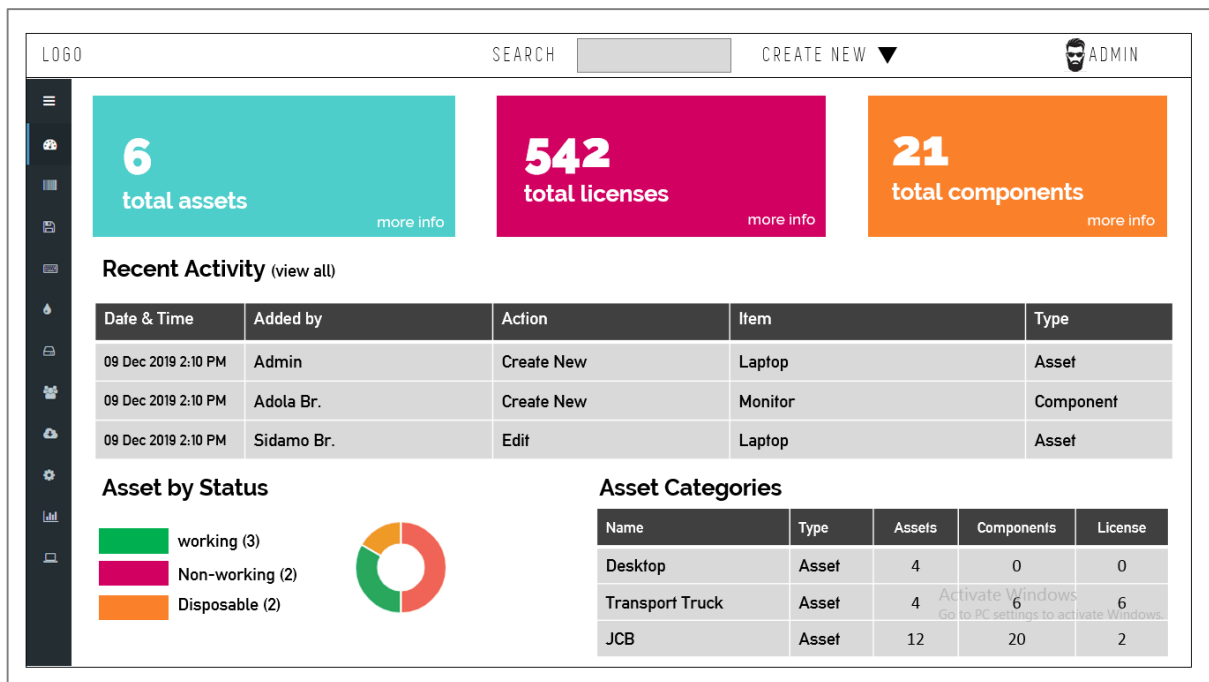 LOGO SEARCH CREATE NEW ADMIN
6 542 21
total assets total licenses total components
more info more info more info
Recent Activity (view all)
Date & Time Added by Action Item Type
09 Dec 2019 2:10 PM Admin Create New Laptop Asset
09 Dec 2019 2:10 PM Adola Br. Create New Monitor Component
09 Dec 2019 2:10 PM Sidamo Br. Edit Laptop Asset
Asset by Status
working (3)
Non-working (2)
Disposable (2)
Asset Categories
Name Type Assets Components License
Desktop Asset 4 0 0
Transport Truck Asset 4 6 6
JCB Asset 12 20 2
Activate Windows
Go to PC settings to activate Windows.